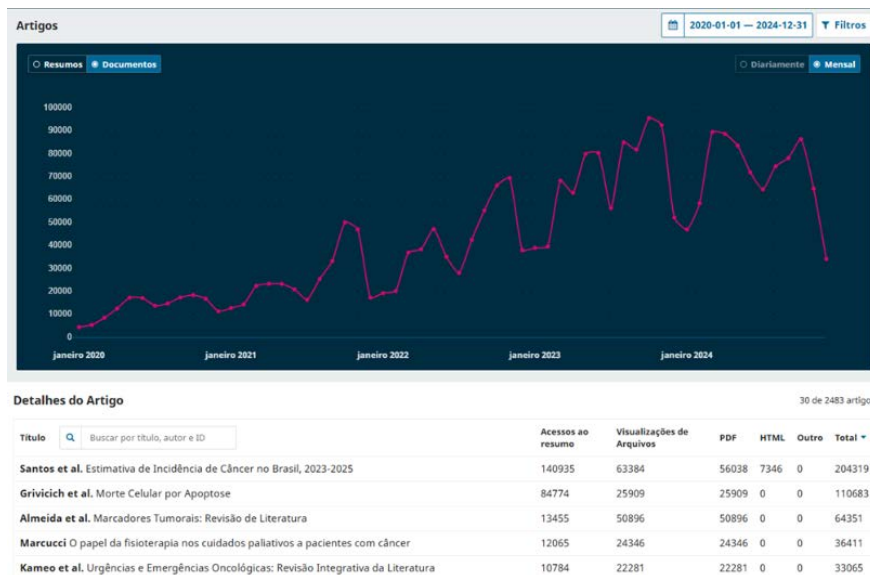 Artigos
2020-01-01 — 2024-12-31
Filtros
Resumos Documentos
Diariamente Mensal
100000
90000
80000
70000
60000
50000
40000
30000
20000
10000
0
janeiro 2020 janeiro 2021 janeiro 2022 janeiro 2023 janeiro 2024
Detalhes do Artigo
30 de 2483 artigo
Título Buscar por título, autor e ID Acessos ao resumo Visualizações de Arquivos PDF HTML Outro Total
Santos et al. Estimativa de Incidência de Câncer no Brasil, 2023-2025 140935 63384 56038 7346 0 204319
Grivicich et al. Morte Celular por Apoptose 84774 25909 25909 0 0 110683
Almeida et al. Marcadores Tumorais: Revisão de Literatura 13455 50896 50896 0 0 64351
Marcucci O papel da fisioterapia nos cuidados paliativos a pacientes com câncer 12065 24346 24346 0 0 36411
Kameo et al. Urgências e Emergências Oncológicas: Revisão Integrativa da Literatura 10784 22281 22281 0 0 33065